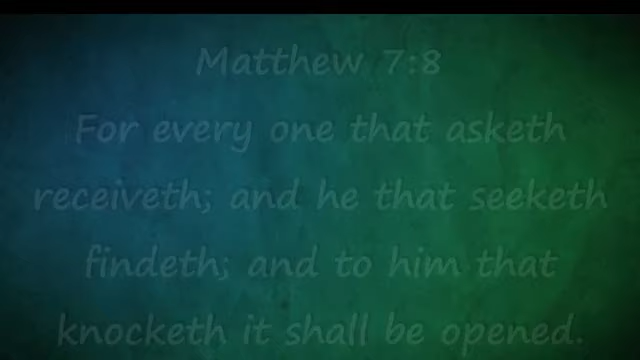 Matthew 7:8
For every one that asketh
receiveth; and he that seeketh
findeth; and to him that
knocketh it shall be opened.